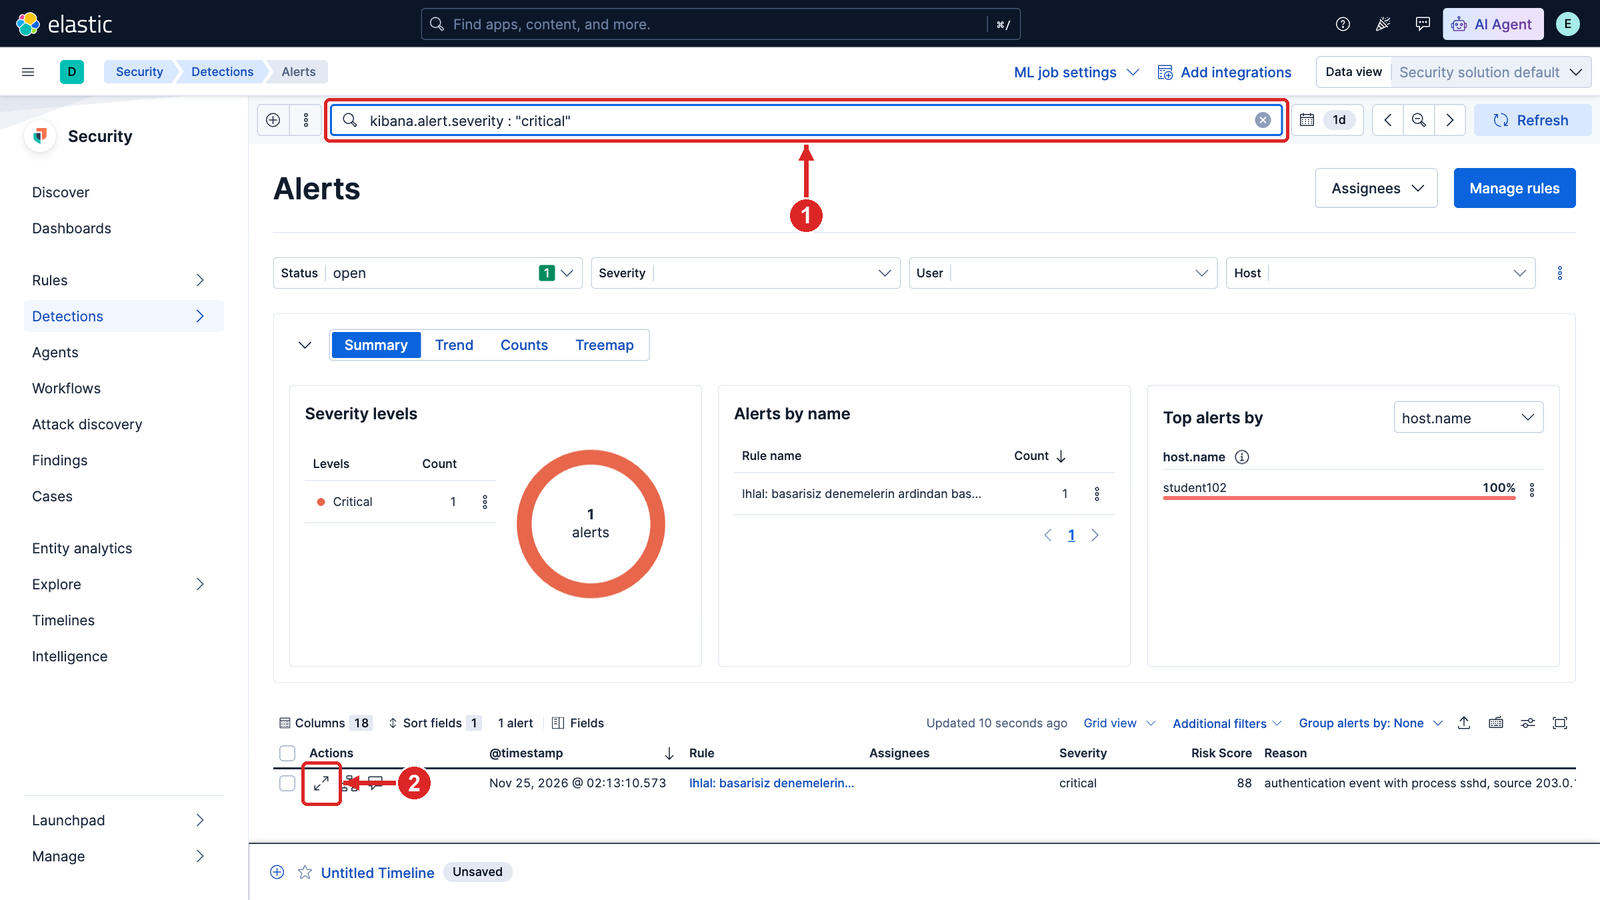 elastic
Find apps, content, and more.
⌘/
AI Agent
E
D
Security
Detections
Alerts
ML job settings
Add integrations
Data view
Security solution default
Security
kibana.alert.severity : "critical"
1d
Refresh
1
Alerts
Assignees
Manage rules
Discover
Dashboards
Rules
Detections
Agents
Workflows
Attack discovery
Findings
Cases
Entity analytics
Explore
Timelines
Intelligence
Launchpad
Manage
Status
open
1
Severity
User
Host
Summary
Trend
Counts
Treemap
Severity levels
Levels
Count
Critical
1
1
alerts
Alerts by name
Rule name
Count
Ihlal: basarisiz denemelerin ardindan bas...
1
1
Top alerts by
host.name
host.name
student102
100%
Columns 18
Sort fields 1
1 alert
Fields
Updated 10 seconds ago
Grid view
Additional filters
Group alerts by: None
Actions
@timestamp
Rule
Assignees
Severity
Risk Score
Reason
2
Nov 25, 2026 @ 02:13:10.573
Ihlal: basarisiz denemelerin...
critical
88
authentication event with process sshd, source 203.0.
Untitled Timeline
Unsaved